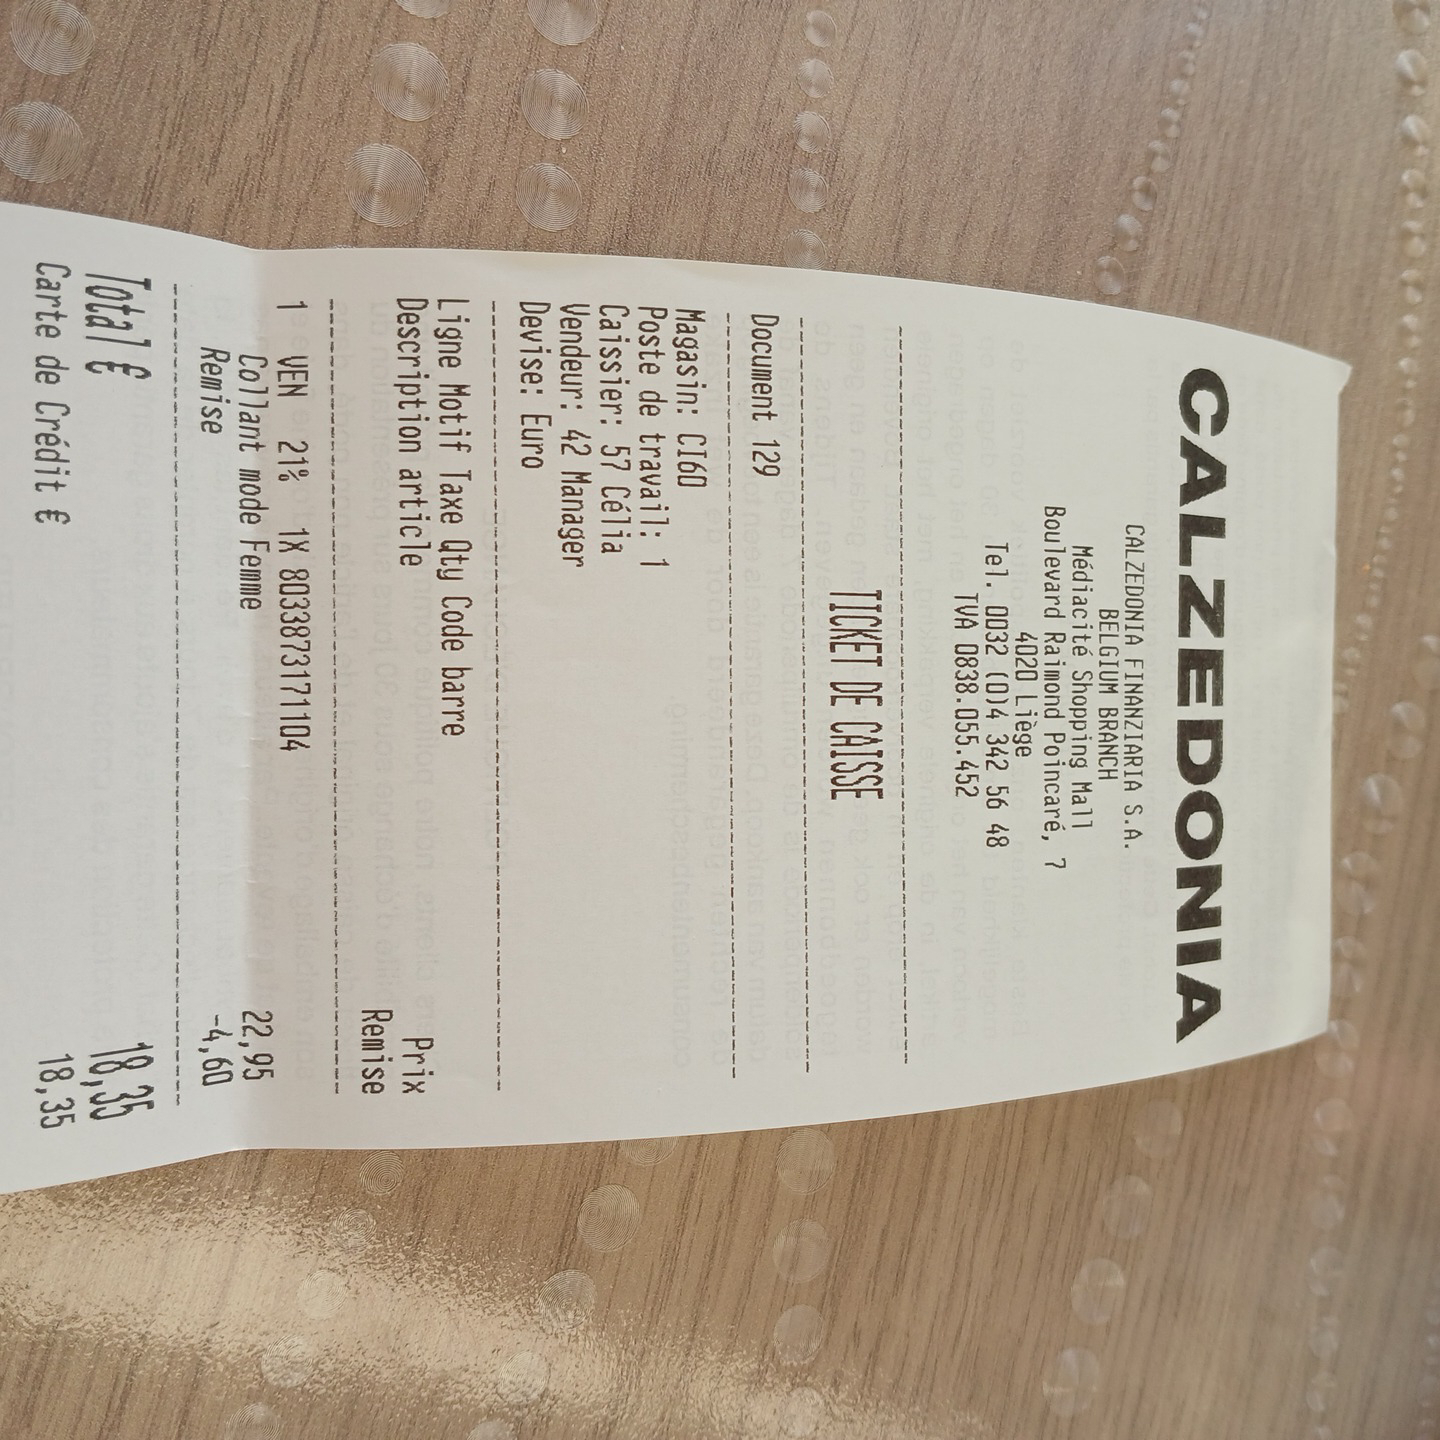 CALZEDONIA
CALZEDONIA FINANZIARIA S.A.
BELGIUM BRANCH
Médiacité Shopping Mall
Boulevard Raimond Poincaré, 7
4020 Liège
Tel. 0032 (0)4 342 56 48
TVA 0838.055.452
TICKET DE CAISSE
Document 129
Magasin: CI60
Poste de travail: 1
Caissier: 57 Célia
Vendeur: 42 Manager
Devise: Euro
Ligne Motif Taxe Qty Code barre
Description article Prix
Remise
1 VEN 21% 1X 8033873171104
Collant mode Femme 22,95
Remise -4,60
Total € 18,35
Carte de Crédit € 18,35